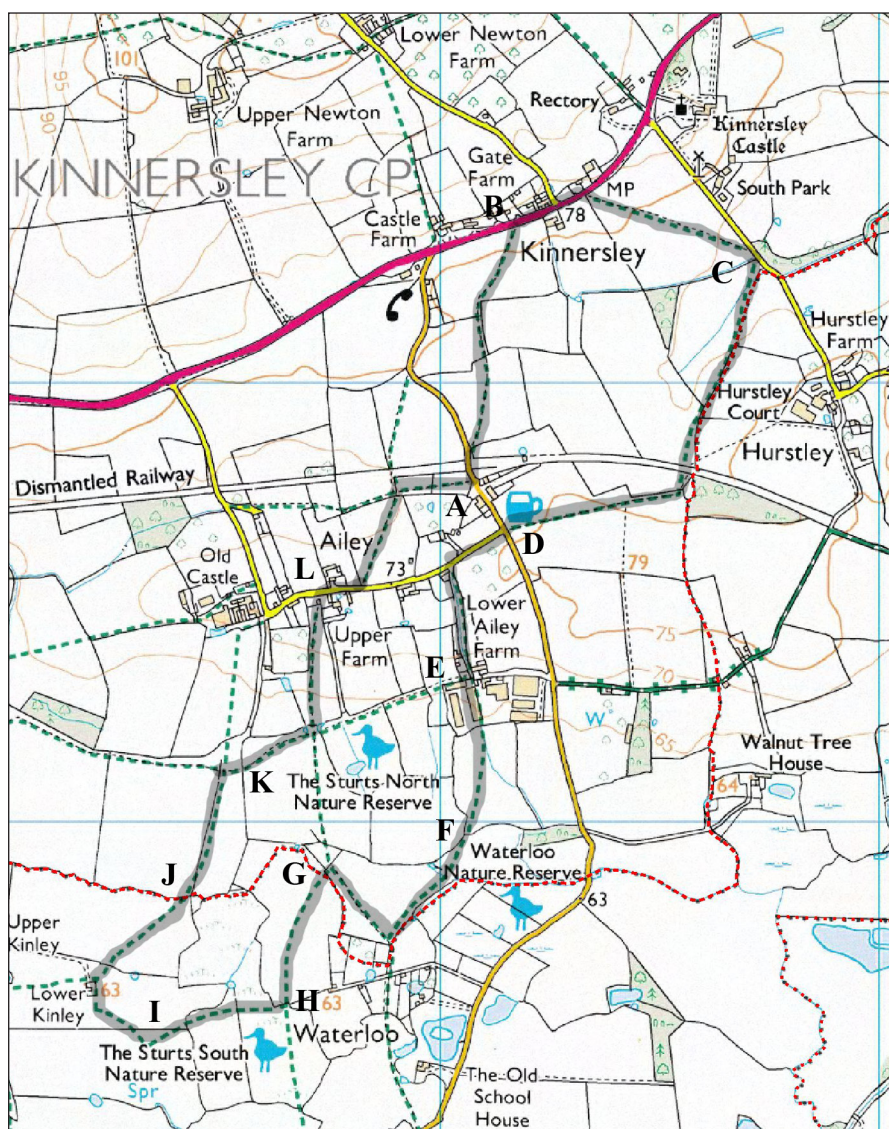 101
95
90
Upper Newton
Farm
Lower Newton
Farm
Rectory
Kinnersley
Castle
KINNERSLEY CP
Gate
Farm
B
MP
South Park
Castle
Farm
78
Kinnersley
C
Hurstley
Farm
Hurstley
Court
Hurstley
Dismantled Railway
A
D
Ailey
Old
Castle
L
73
79
Upper
Farm
Lower
Ailey
Farm
75
70
E
W
65
K
The Sturts North
Nature Reserve
Walnut Tree
House
64
F
J
G
Waterloo
Nature Reserve
63
Upper
Kinley
Lower
Kinley
63
I
H
63
Waterloo
The Sturts South
Nature Reserve
Spr
The Old
School
House